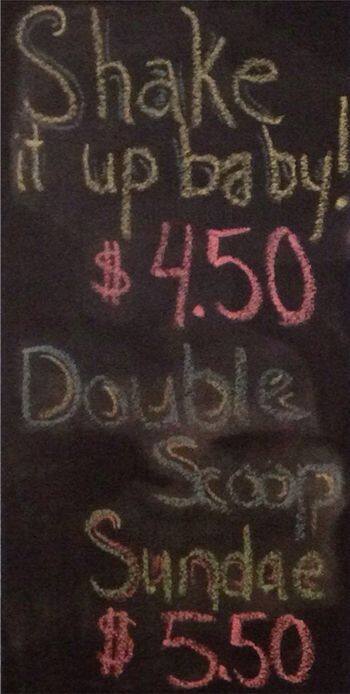 Shake
it up baby!
$ 4.50
Double
Scoop
Sundae
$ 5.50